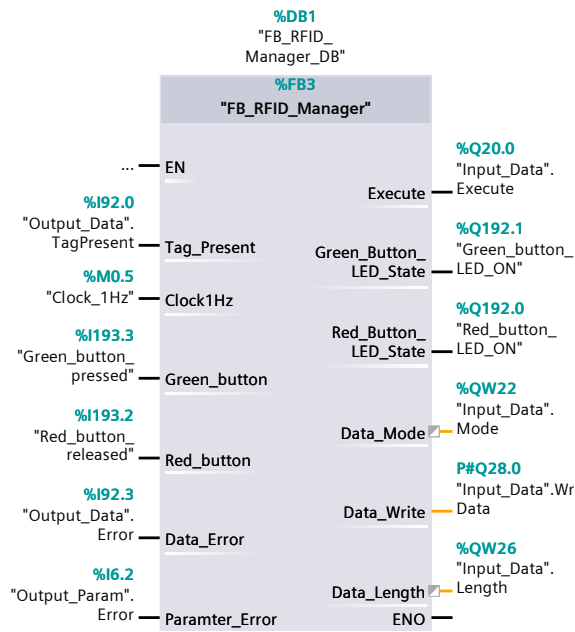 %DB1
"FB_RFID_
Manager_DB"
%FB3
"FB_RFID_Manager"
...
EN
%I92.0
"Output_Data".
TagPresent
Tag_Present
%M0.5
"Clock_1Hz"
Clock1Hz
%I193.3
"Green_button_
pressed"
Green_button
%I193.2
"Red_button_
released"
Red_button
%I92.3
"Output_Data".
Error
Data_Error
%I6.2
"Output_Param".
Error
Paramter_Error
%Q20.0
"Input_Data".
Execute
Execute
%Q192.1
"Green_button_
LED_ON"
Green_Button_
LED_State
%Q192.0
"Red_button_
LED_ON"
Red_Button_
LED_State
%QW22
"Input_Data".
Mode
Data_Mode
P#Q28.0
"Input_Data".Wr
Data
Data_Write
%QW26
"Input_Data".
Length
Data_Length
ENO